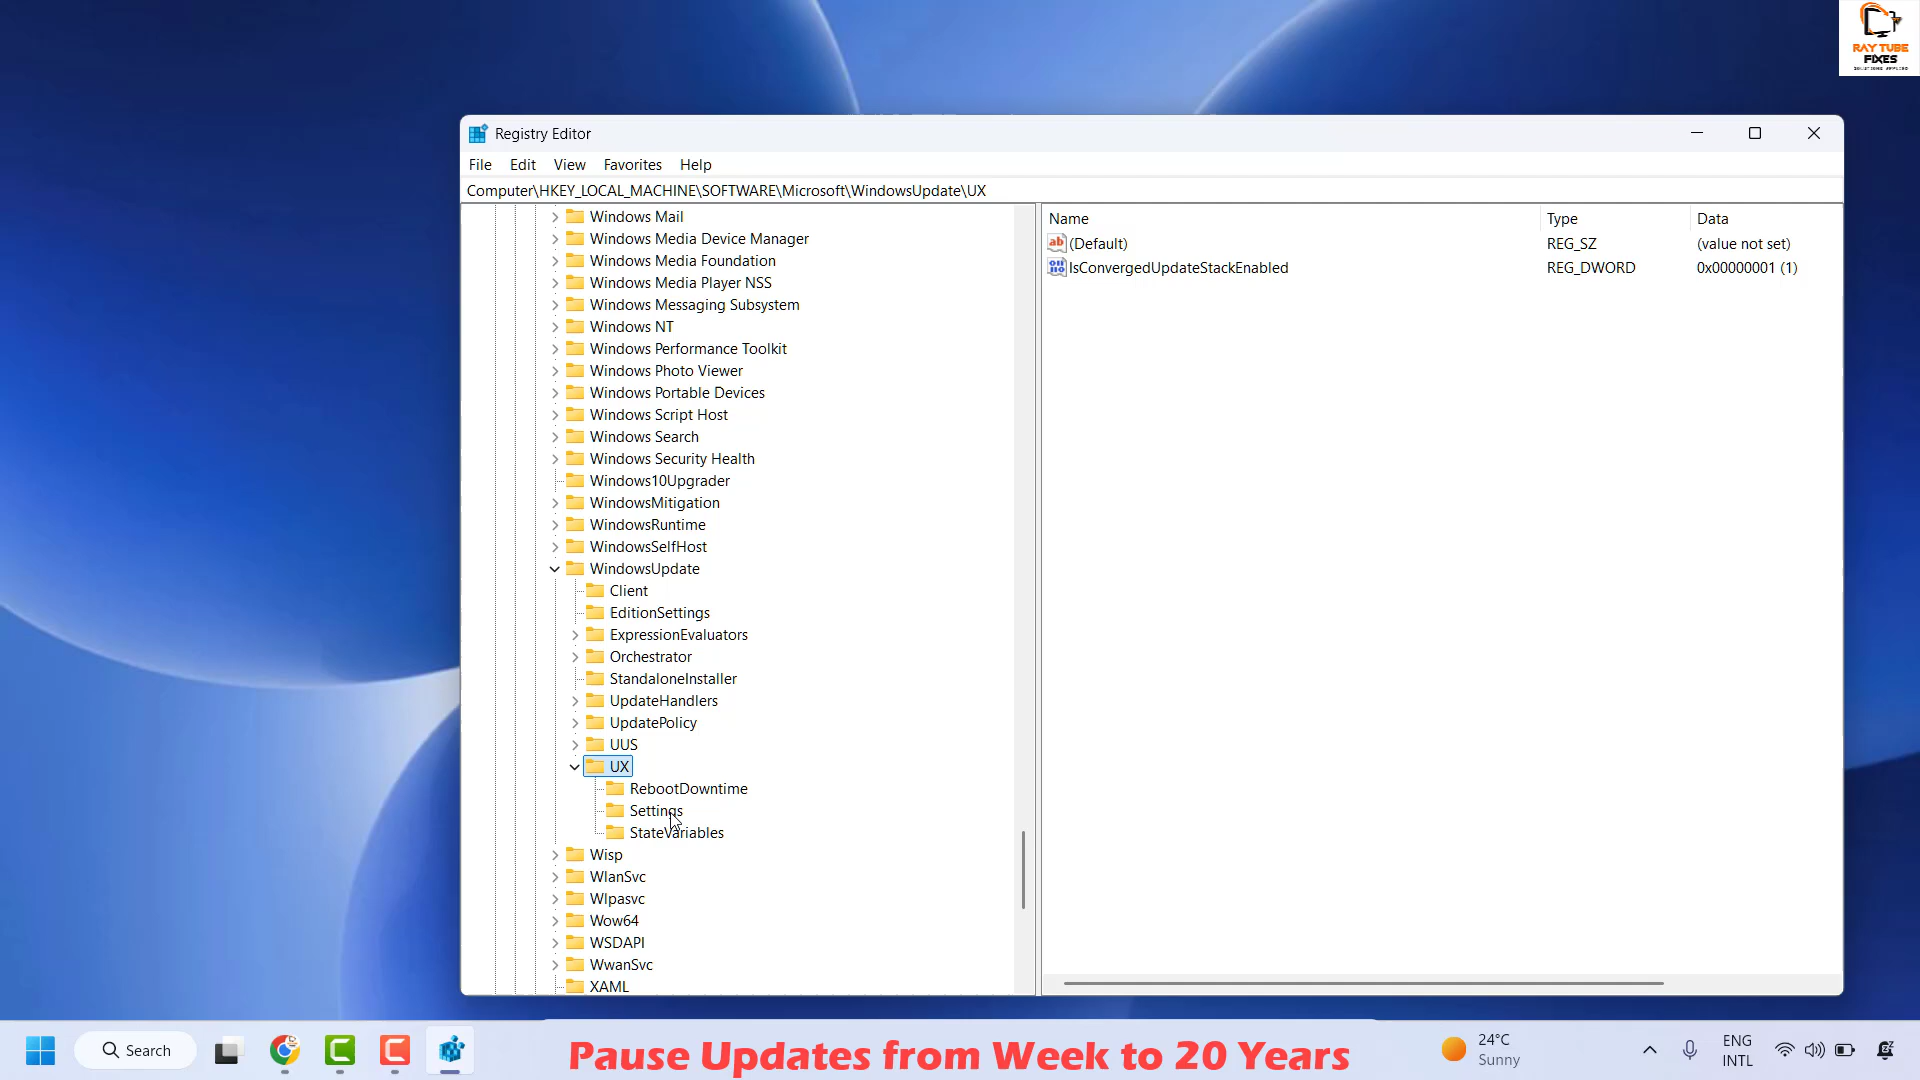 RAY TUBE
FIXES
SOLUTIONS APPLIED
Registry Editor
File Edit View Favorites Help
Computer\HKEY_LOCAL_MACHINE\SOFTWARE\Microsoft\WindowsUpdate\UX
Windows Mail
Windows Media Device Manager
Windows Media Foundation
Windows Media Player NSS
Windows Messaging Subsystem
Windows NT
Windows Performance Toolkit
Windows Photo Viewer
Windows Portable Devices
Windows Script Host
Windows Search
Windows Security Health
Windows10Upgrader
WindowsMitigation
WindowsRuntime
WindowsSelfHost
WindowsUpdate
Client
EditionSettings
ExpressionEvaluators
Orchestrator
StandaloneInstaller
UpdateHandlers
UpdatePolicy
UUS
UX
RebootDowntime
Settings
StateVariables
Wisp
WlanSvc
Wlpasvc
Wow64
WSDAPI
WwanSvc
XAML
Name Type Data
(Default) REG_SZ (value not set)
IsConvergedUpdateStackEnabled REG_DWORD 0x00000001 (1)
Search
Pause Updates from Week to 20 Years
24°C
Sunny
ENG
INTL